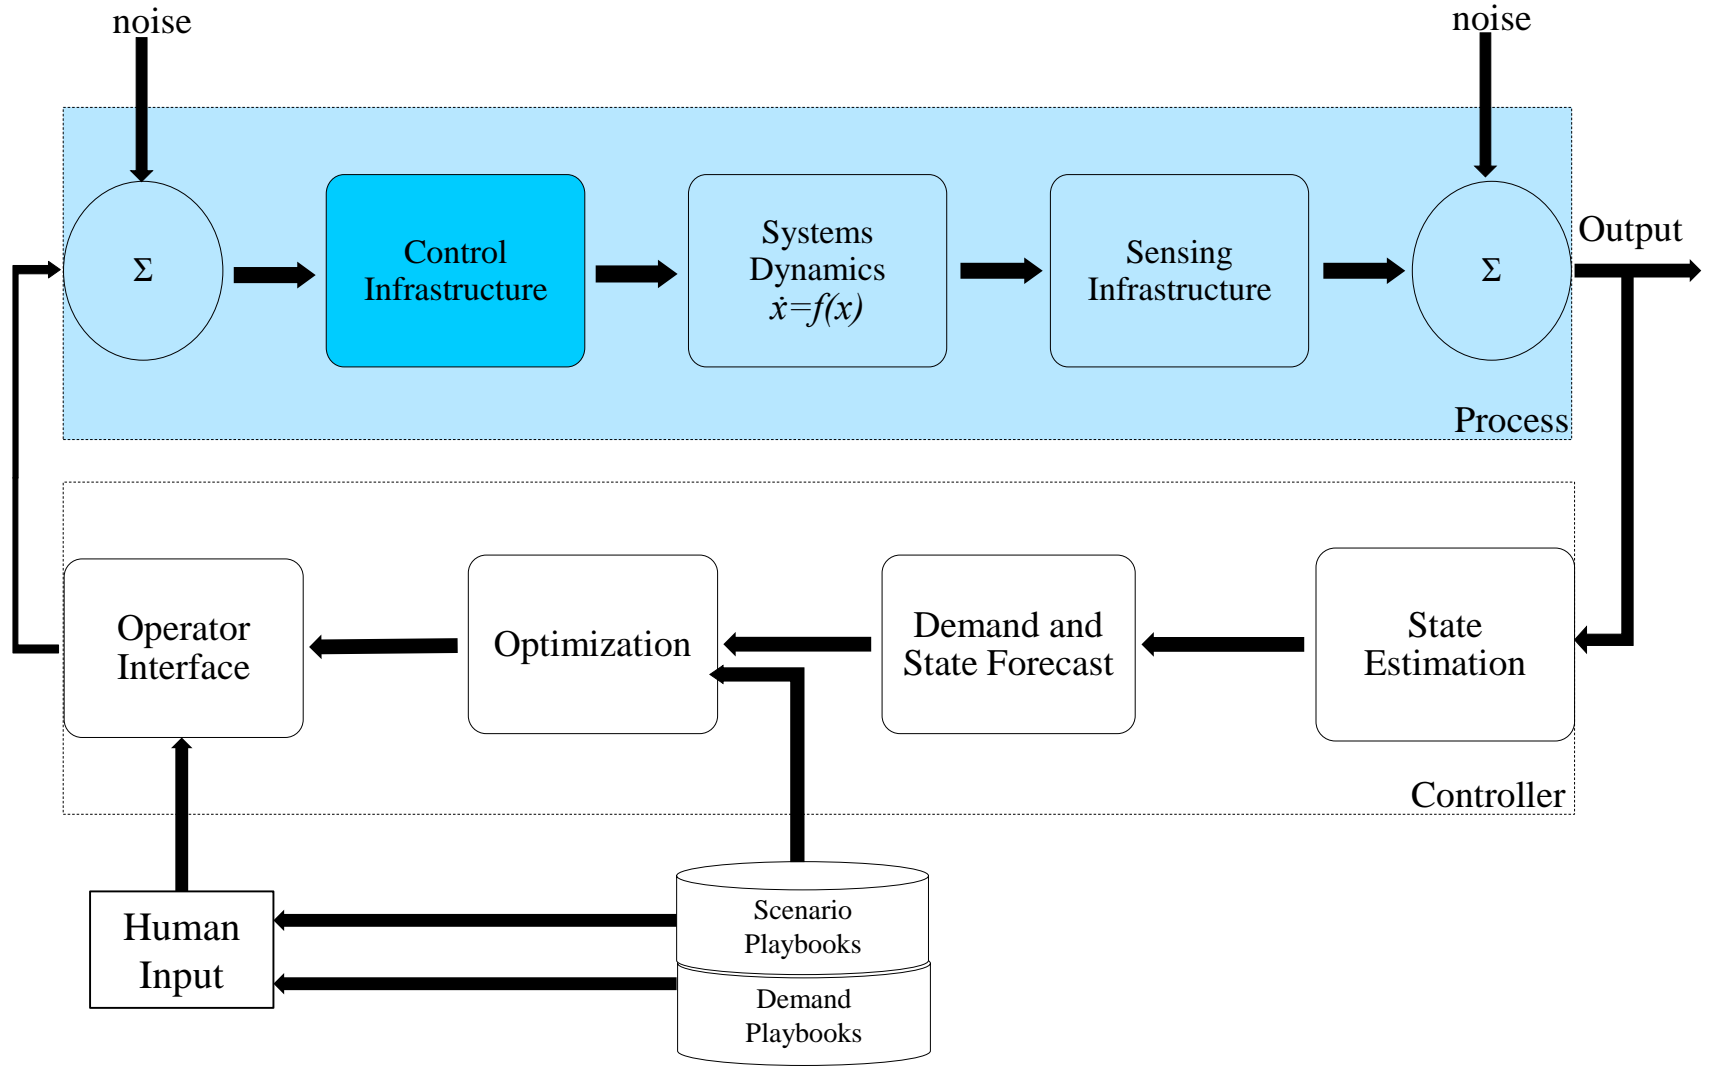 noise
noise
Σ
Control
Infrastructure
Systems
Dynamics
ẋ=f(x)
Sensing
Infrastructure
Σ
Output
Process
Operator
Interface
Optimization
Demand and
State Forecast
State
Estimation
Controller
Human
Input
Scenario
Playbooks
Demand
Playbooks